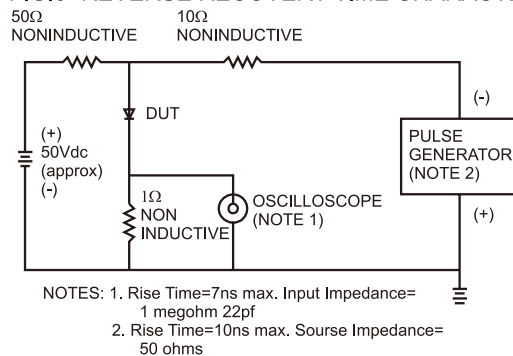 50Ω
NONINDUCTIVE
10Ω
NONINDUCTIVE
DUT
(+)
50Vdc
(approx)
(-)
1Ω
NON
INDUCTIVE
OSCILLOSCOPE
(NOTE 1)
(-)
PULSE
GENERATOR
(NOTE 2)
(+)
NOTES: 1. Rise Time=7ns max. Input Impedance=
1 megohm 22pf
2. Rise Time=10ns max. Sourse Impedance=
50 ohms